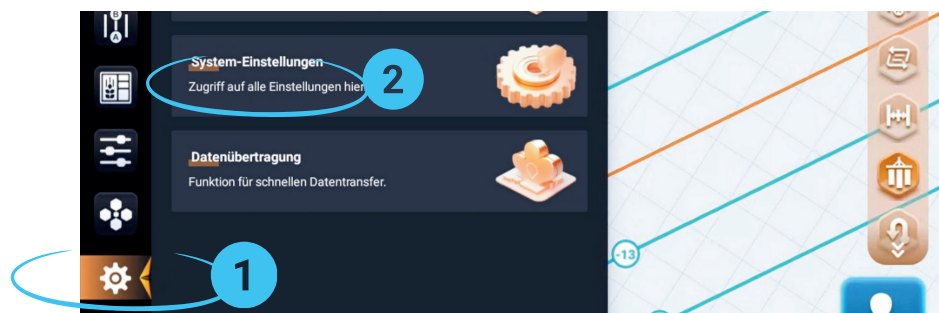 B
A
System-Einstellungen
Zugriff auf alle Einstellungen hier
2
Datenübertragung
Funktion für schnellen Datentransfer.
-13
1